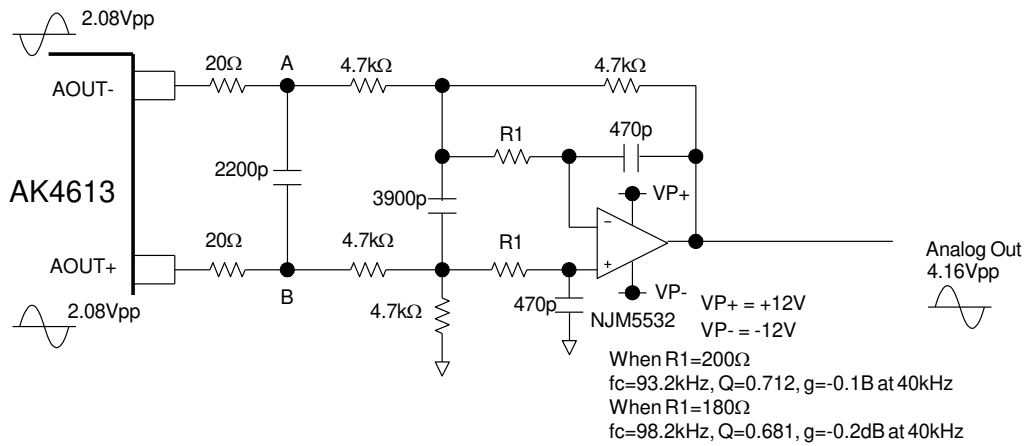 2.08Vpp
20Ω
A
4.7kΩ
4.7kΩ
AOUT-
R1
470p
2200p
AK4613
3900p
VP+
−
20Ω
4.7kΩ
R1
+
AOUT+
B
VP-
Analog Out
4.16Vpp
2.08Vpp
4.7kΩ
470p
NJM5532
VP+ = +12V
VP- = -12V
When R1=200Ω
fc=93.2kHz, Q=0.712, g=-0.1B at 40kHz
When R1=180Ω
fc=98.2kHz, Q=0.681, g=-0.2dB at 40kHz